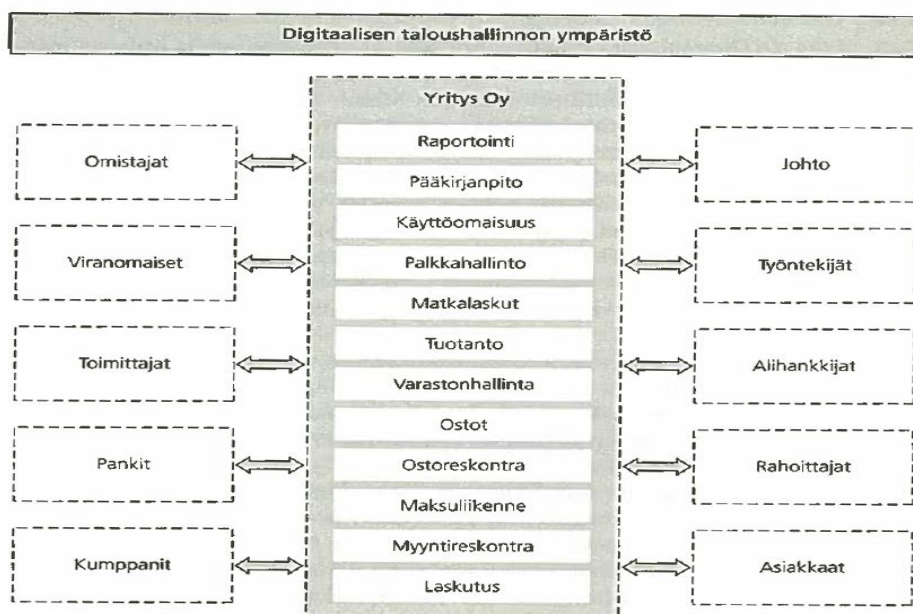 Digitaalisen taloushallinnon ympäristö
Yritys Oy
Omistajat
Viranomaiset
Toimittajat
Pankit
Kumppanit
Raportointi
Pääkirjanpito
Käyttöomaisuus
Palkkahallinto
Matkalaskut
Tuotanto
Varastonhallinta
Ostot
Ostoreskontra
Maksuliikenne
Myyntireskontra
Laskutus
Johto
Työntekijät
Alihankkijat
Rahoittajat
Asiakkaat